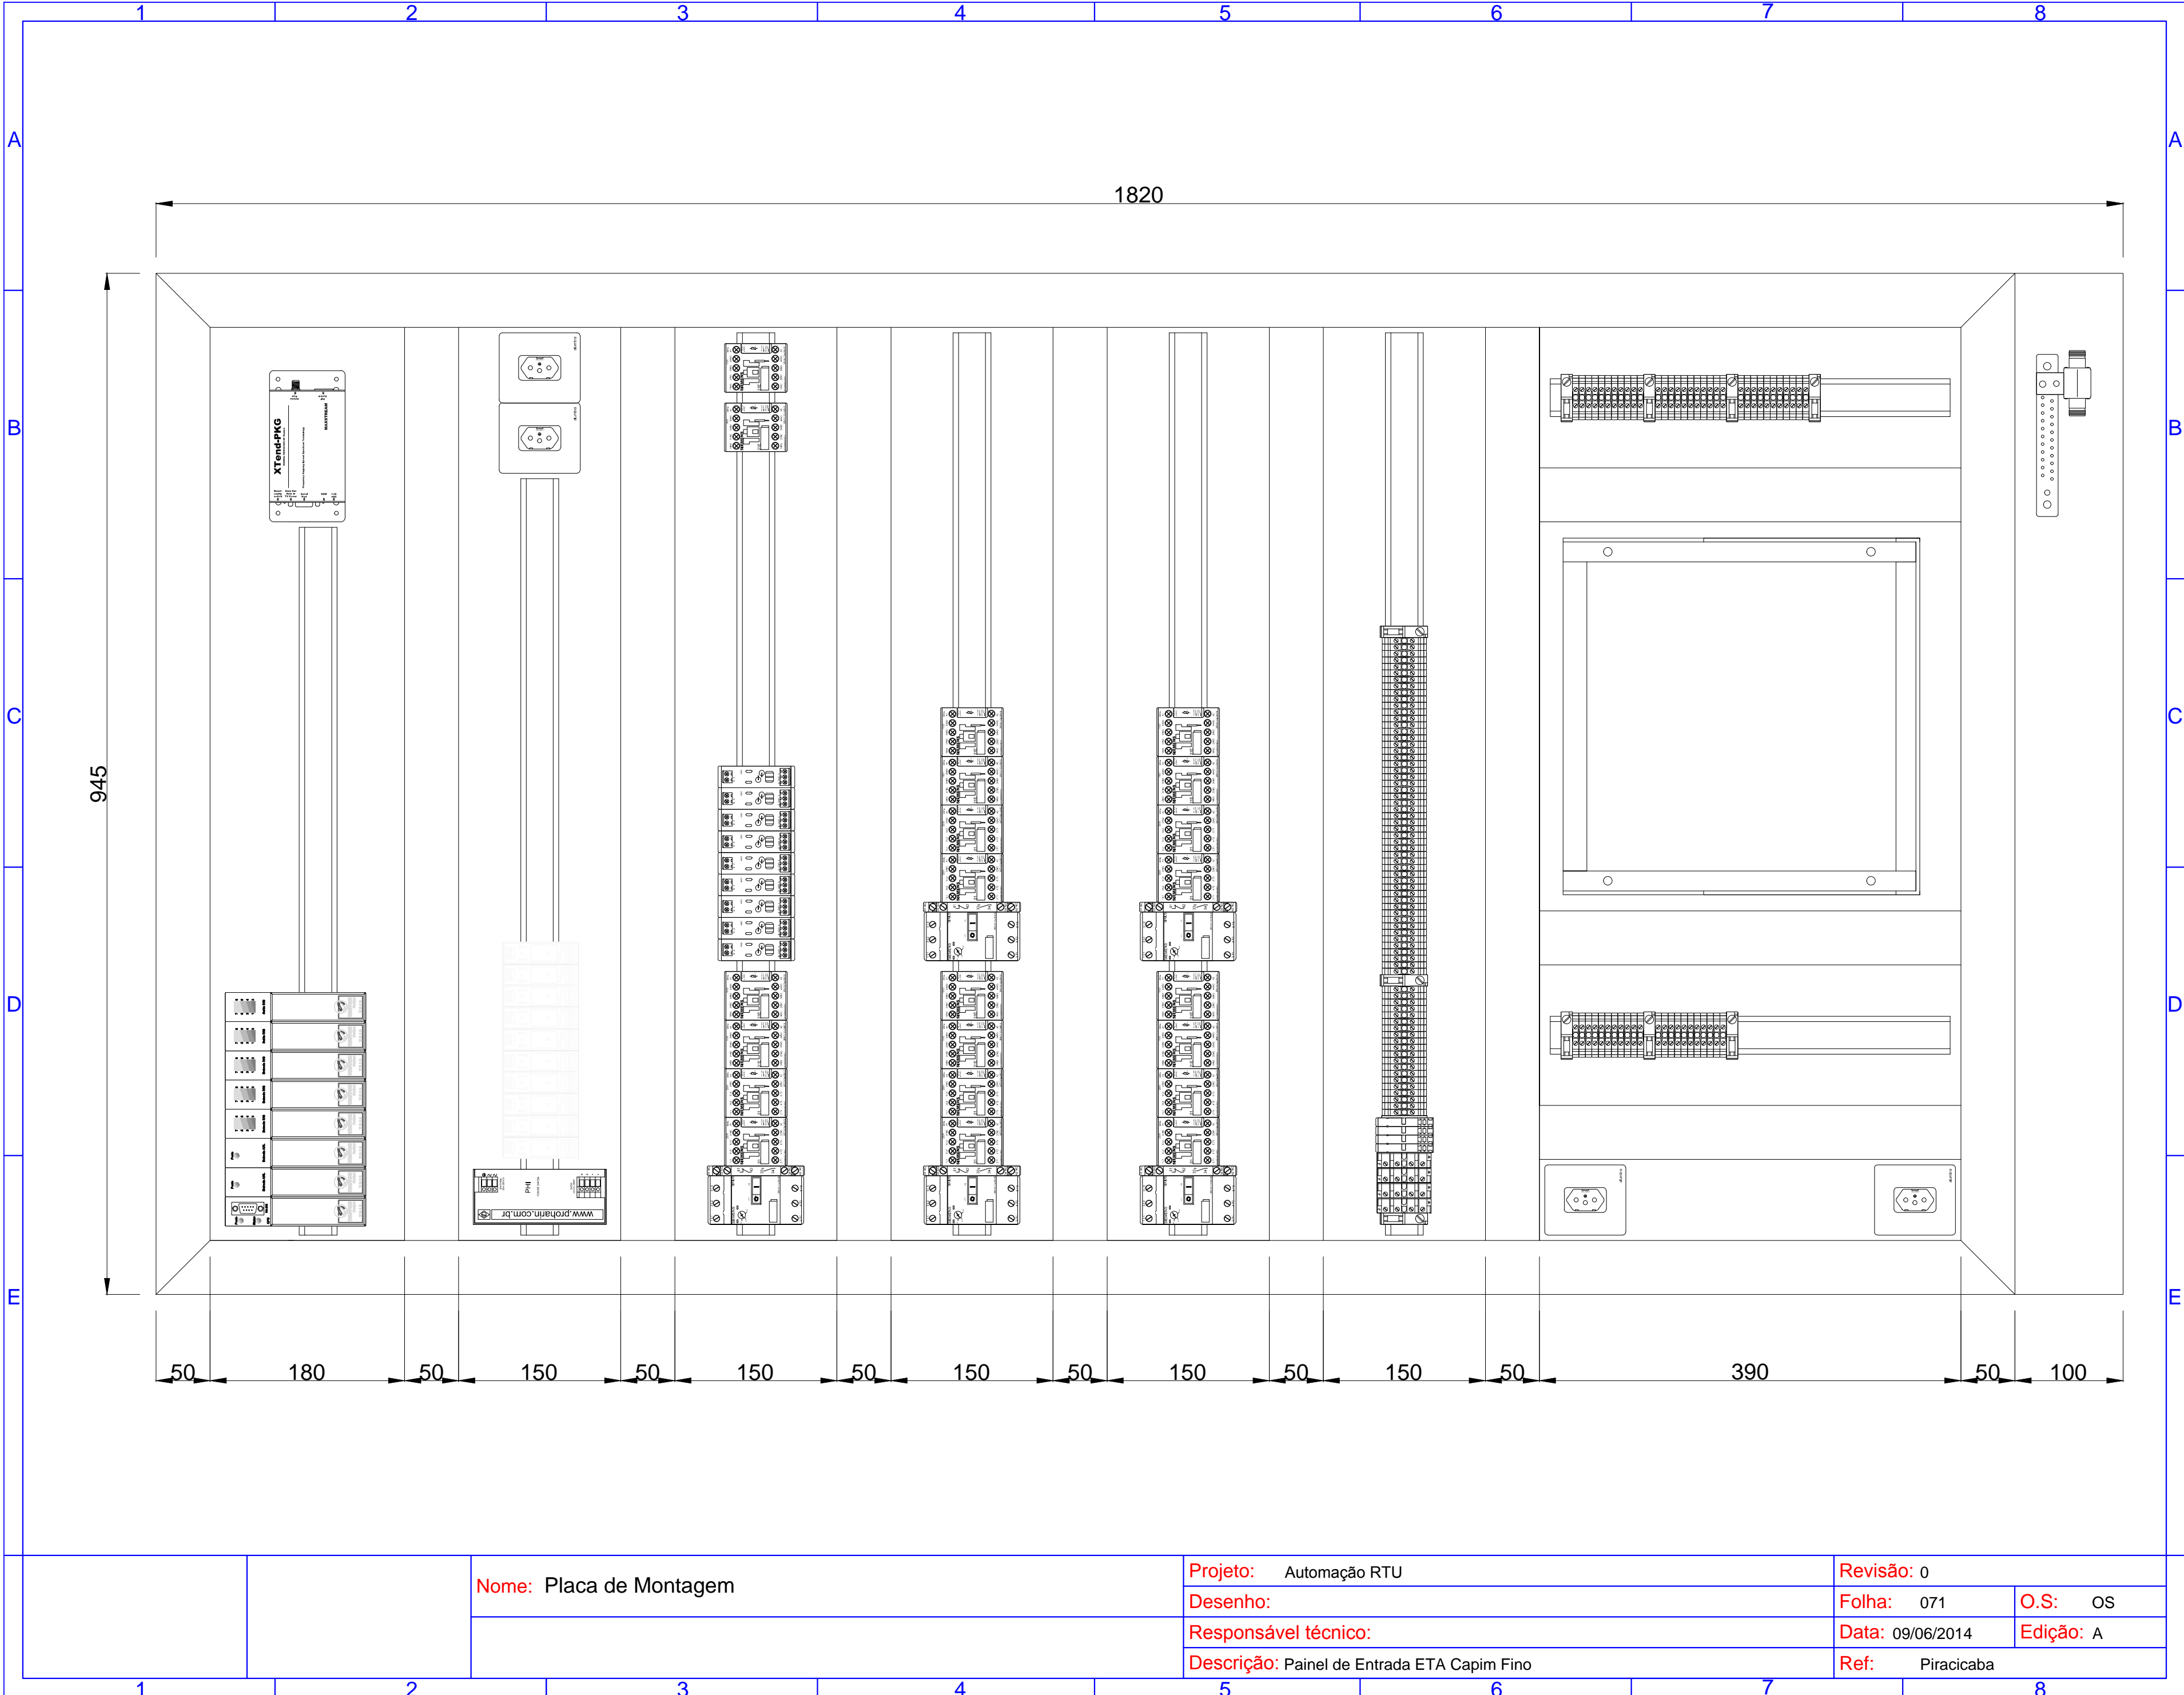 1 2 3 4 5 6 7 8
A A
1820
B B
XTend-PKG
MAXSTREAM
C C
945
D D
PHI
www.proharin.com.br
E E
50 180 50 150 50 150 50 150 50 150 50 150 50 390 50 100
Nome: Placa de Montagem
Projeto: Automação RTU
Revisão: 0
Desenho:
Folha: 071
O.S: OS
Responsável técnico:
Data: 09/06/2014
Edição: A
Descrição: Painel de Entrada ETA Capim Fino
Ref: Piracicaba
1 2 3 4 5 6 7 8